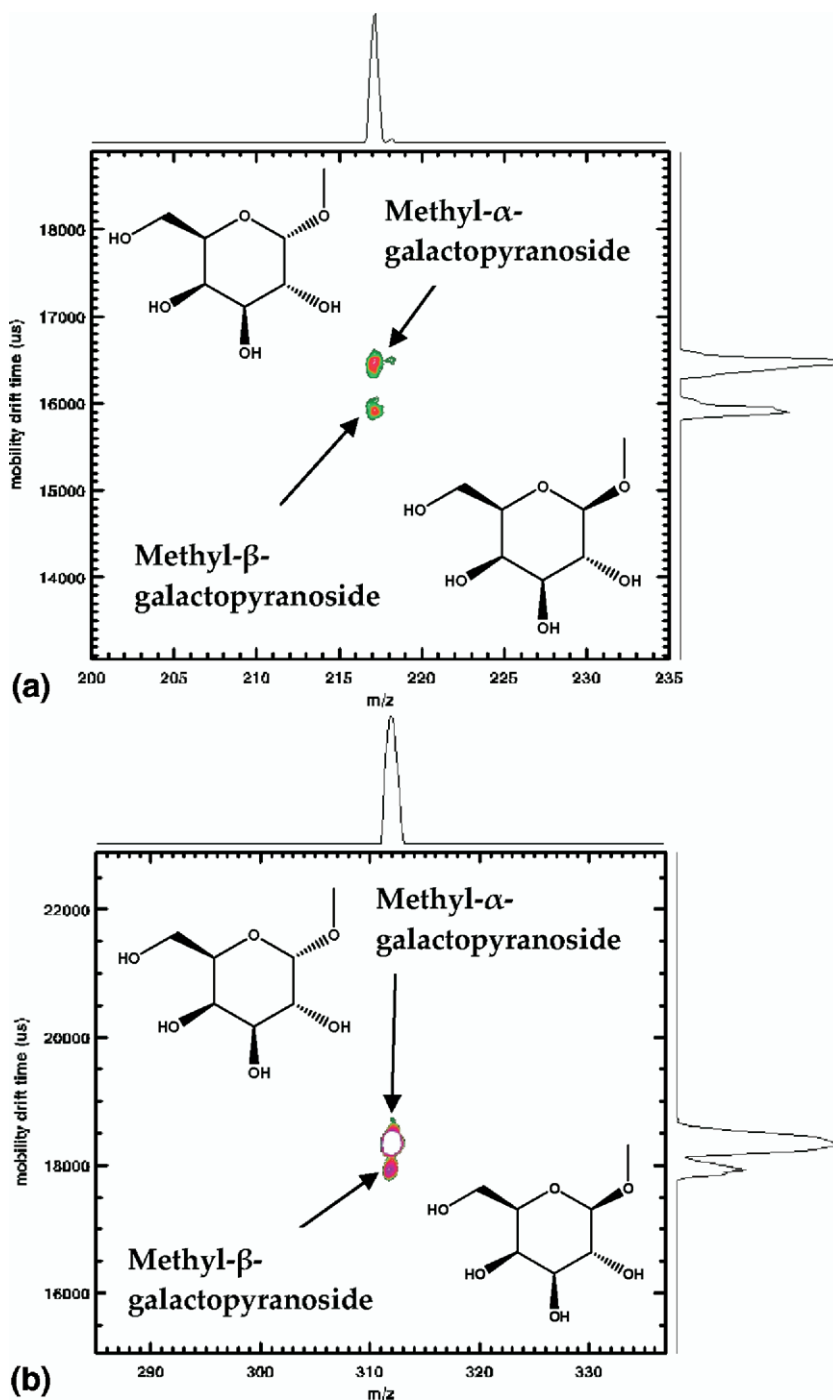 18000
17000
16000
15000
14000
mobility drift time (us)
O
O
HO
HO
OH
OH
Methyl-α-
galactopyranoside
Methyl-β-
galactopyranoside
O
O
HO
HO
OH
OH
200 205 210 215 220 225 230 235
m/z
(a)
22000
20000
18000
16000
mobility drift time (us)
O
O
HO
HO
OH
OH
Methyl-α-
galactopyranoside
Methyl-β-
galactopyranoside
O
O
HO
HO
OH
OH
290 300 310 320 330
m/z
(b)